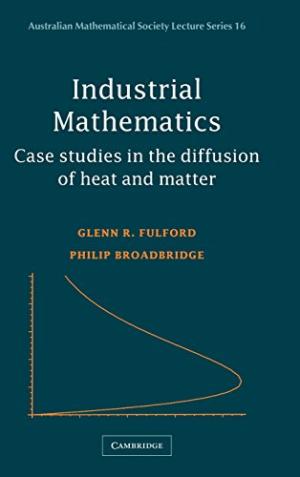 Australian Mathematical Society Lecture Series 16
Industrial
Mathematics
Case studies in the diffusion
of heat and matter
GLENN R. FULFORD
PHILIP BROADBRIDGE
CAMBRIDGE